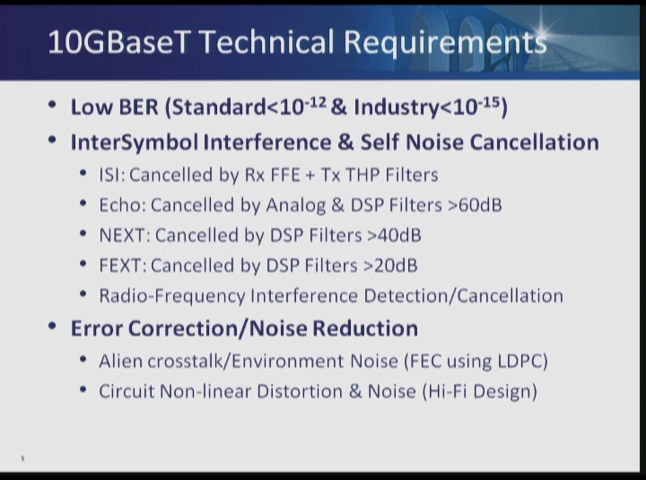 10GBaseT Technical Requirements
• Low BER (Standard<10-12 & Industry<10-15)
• InterSymbol Interference & Self Noise Cancellation
• ISI: Cancelled by Rx FFE + Tx THP Filters
• Echo: Cancelled by Analog & DSP Filters >60dB
• NEXT: Cancelled by DSP Filters >40dB
• FEXT: Cancelled by DSP Filters >20dB
• Radio-Frequency Interference Detection/Cancellation
• Error Correction/Noise Reduction
• Alien crosstalk/Environment Noise (FEC using LDPC)
• Circuit Non-linear Distortion & Noise (Hi-Fi Design)